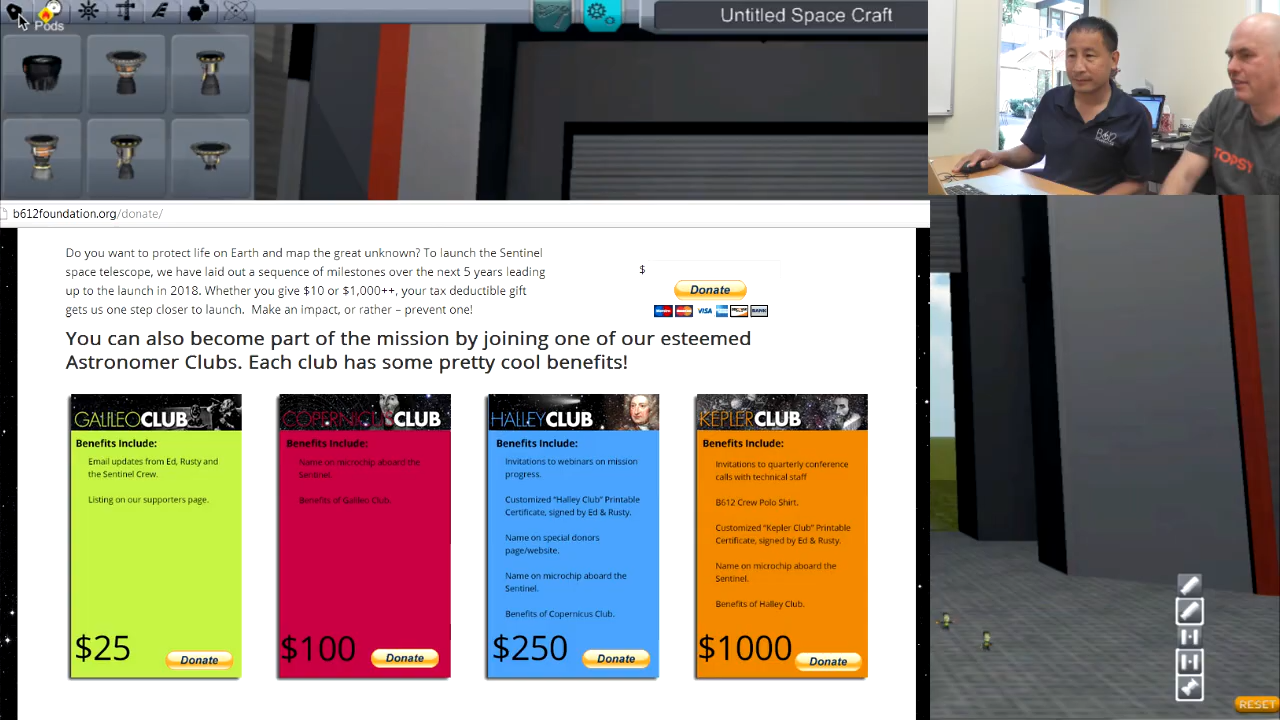 Pods
Untitled Space Craft
B612
TOPSY
b612foundation.org/donate/
Do you want to protect life on Earth and map the great unknown? To launch the Sentinel
space telescope, we have laid out a sequence of milestones over the next 5 years leading
up to the launch in 2018. Whether you give $10 or $1,000++, your tax deductible gift
gets us one step closer to launch. Make an impact, or rather – prevent one!
$
Donate
VISA
BANK
You can also become part of the mission by joining one of our esteemed
Astronomer Clubs. Each club has some pretty cool benefits!
GALILEOCLUB
Benefits Include:
Email updates from Ed, Rusty and
the Sentinel Crew.
Listing on our supporters page.
$25
Donate
COPERNICUSCLUB
Benefits Include:
Name on microchip aboard the
Sentinel.
Benefits of Galileo Club.
$100
Donate
HALLEYCLUB
Benefits Include:
Invitations to webinars on mission
progress.
Customized “Halley Club” Printable
Certificate, signed by Ed & Rusty.
Name on special donors
page/website.
Name on microchip aboard the
Sentinel.
Benefits of Copernicus Club.
$250
Donate
KEPLERCLUB
Benefits Include:
Invitations to quarterly conference
calls with technical staff
B612 Crew Polo Shirt.
Customized “Kepler Club” Printable
Certificate, signed by Ed & Rusty.
Name on microchip aboard the
Sentinel.
Benefits of Halley Club.
$1000
Donate
RESET